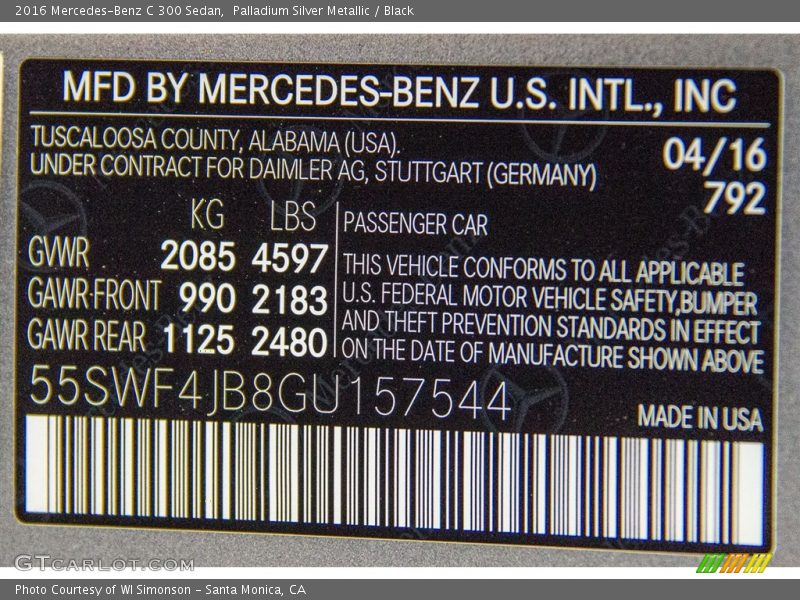 2016 Mercedes-Benz C 300 Sedan,  Palladium Silver Metallic / Black
MFD BY MERCEDES-BENZ U.S. INTL., INC
TUSCALOOSA COUNTY, ALABAMA (USA).
UNDER CONTRACT FOR DAIMLER AG, STUTTGART (GERMANY)
04/16
792
KG LBS
GVWR 2085 4597
GAWR FRONT 990 2183
GAWR REAR 1125 2480
PASSENGER CAR
THIS VEHICLE CONFORMS TO ALL APPLICABLE
U.S. FEDERAL MOTOR VEHICLE SAFETY,BUMPER
AND THEFT PREVENTION STANDARDS IN EFFECT
ON THE DATE OF MANUFACTURE SHOWN ABOVE
55SWF4JB8GU157544
MADE IN USA
GTcarlot.com
Photo Courtesy of WI Simonson - Santa Monica, CA